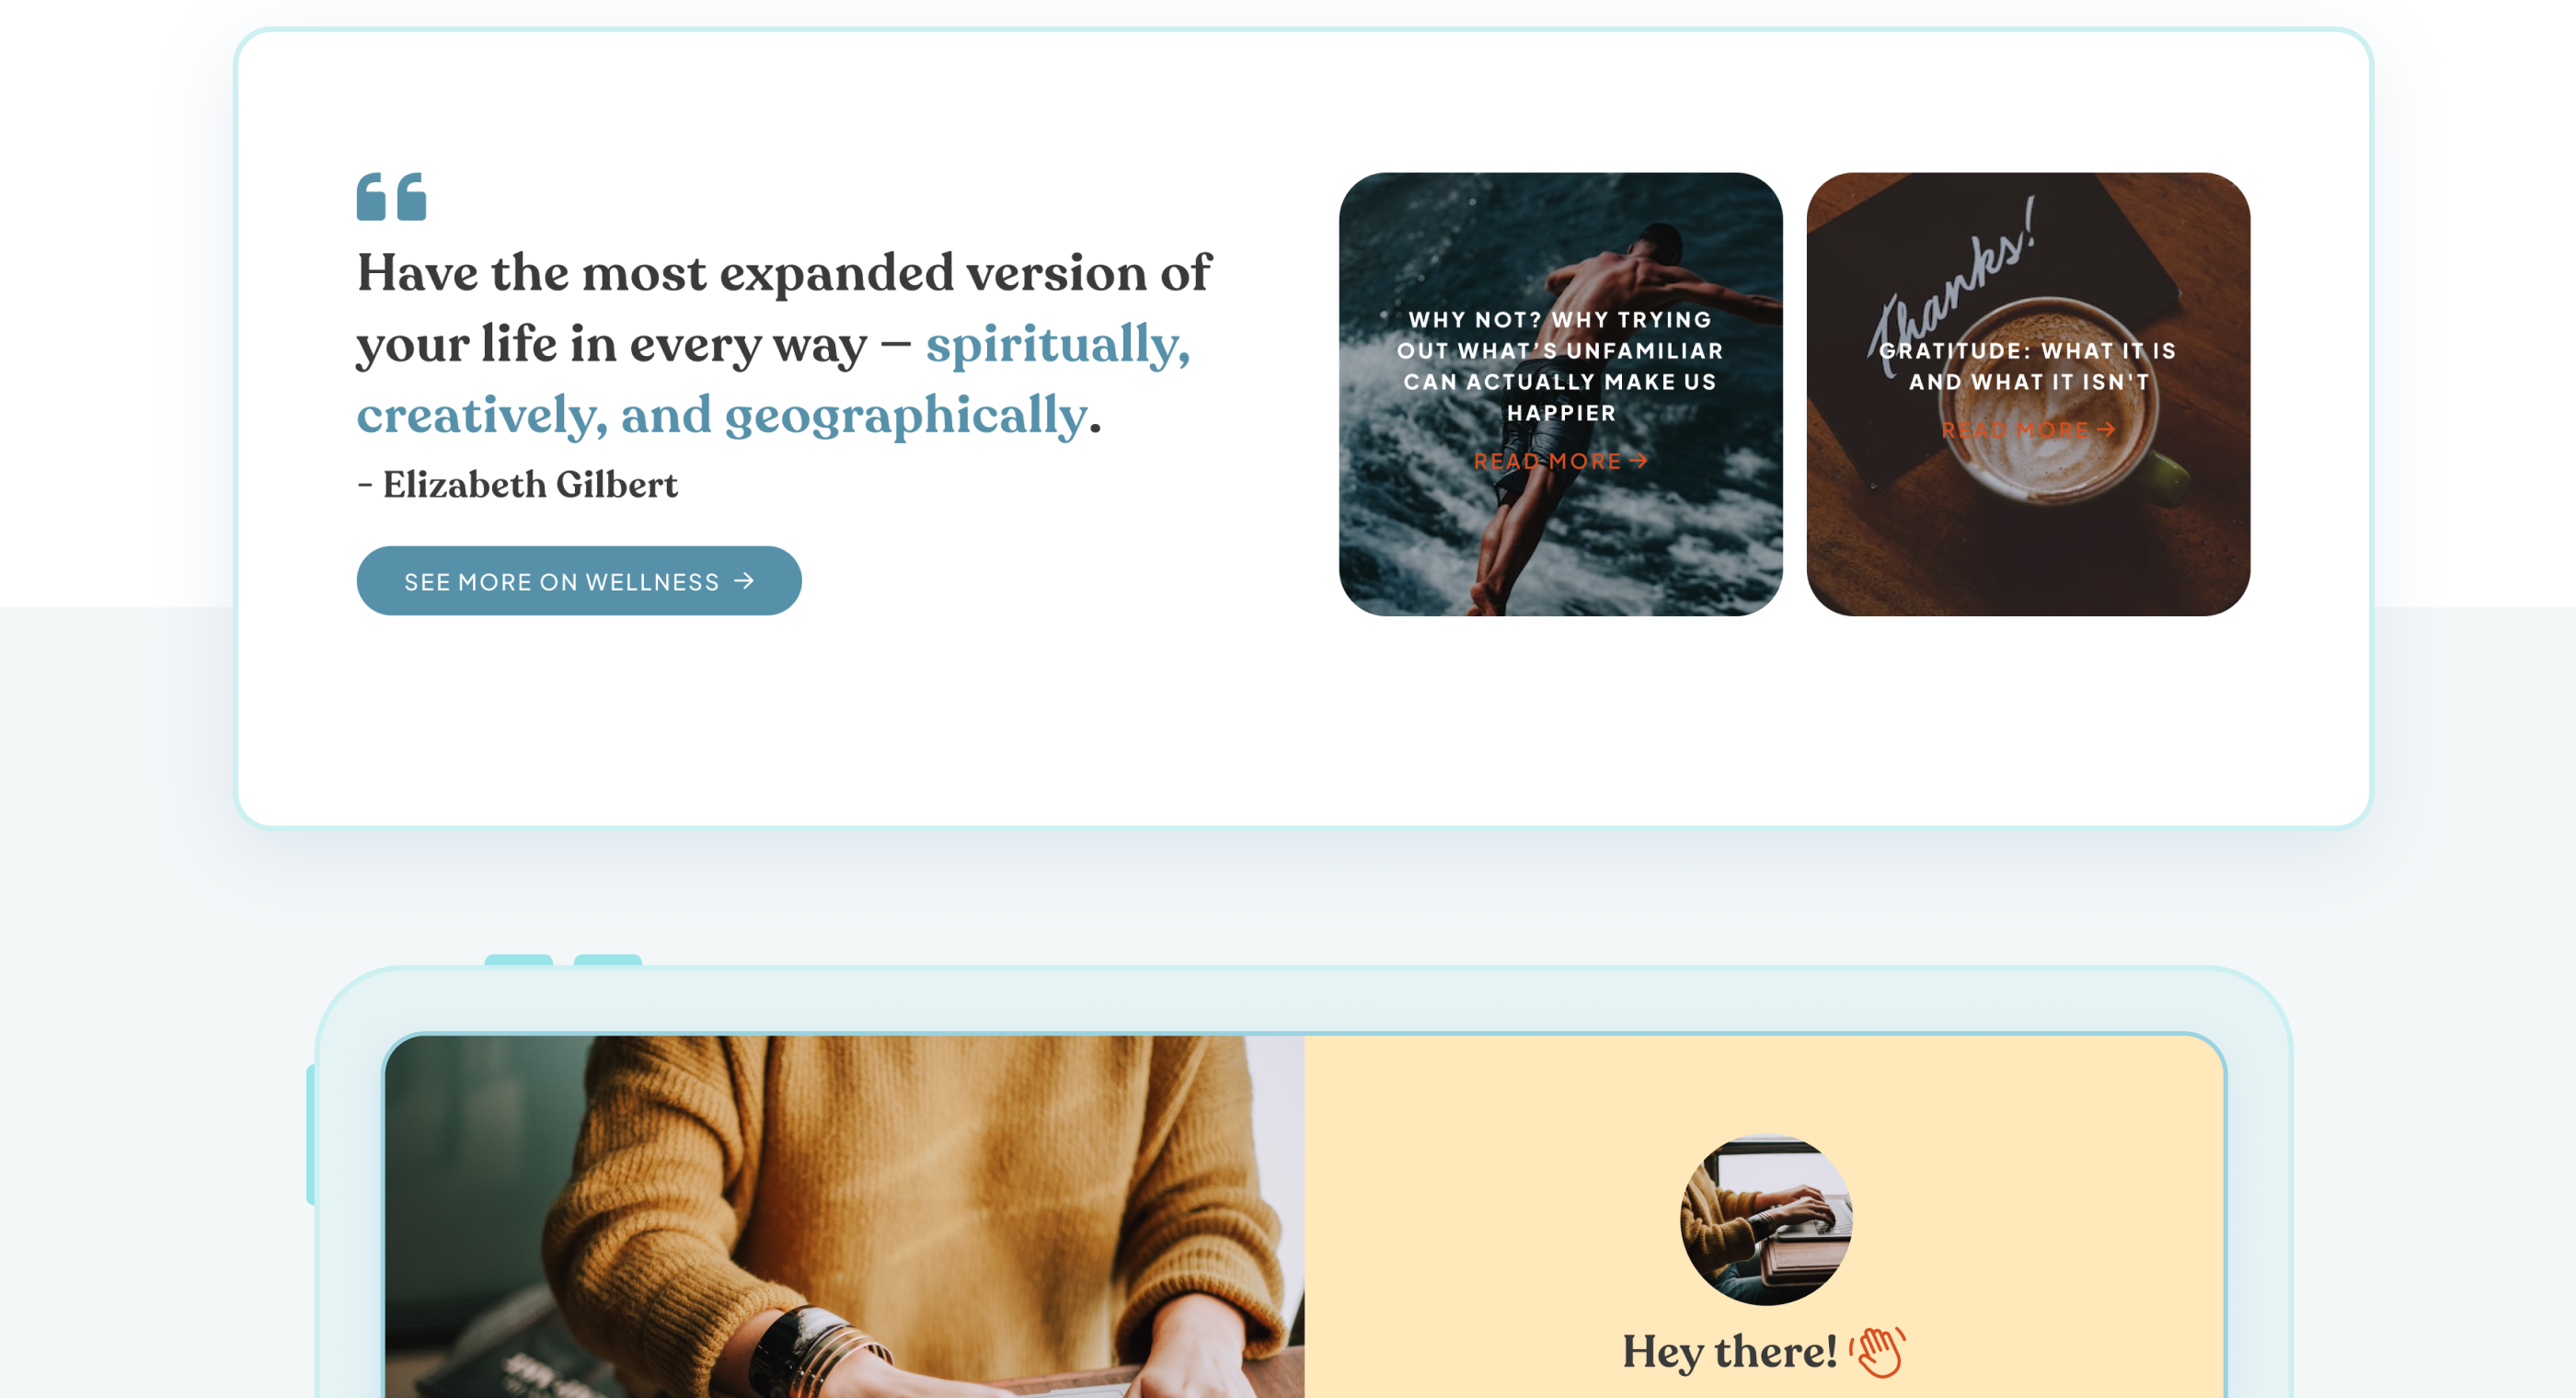 Have the most expanded version of
your life in every way – spiritually,
creatively, and geographically.
- Elizabeth Gilbert
SEE MORE ON WELLNESS →
WHY NOT? WHY TRYING
OUT WHAT’S UNFAMILIAR
CAN ACTUALLY MAKE US
HAPPIER
READ MORE →
Thanks!
GRATITUDE: WHAT IT IS
AND WHAT IT ISN'T
READ MORE →
Hey there!